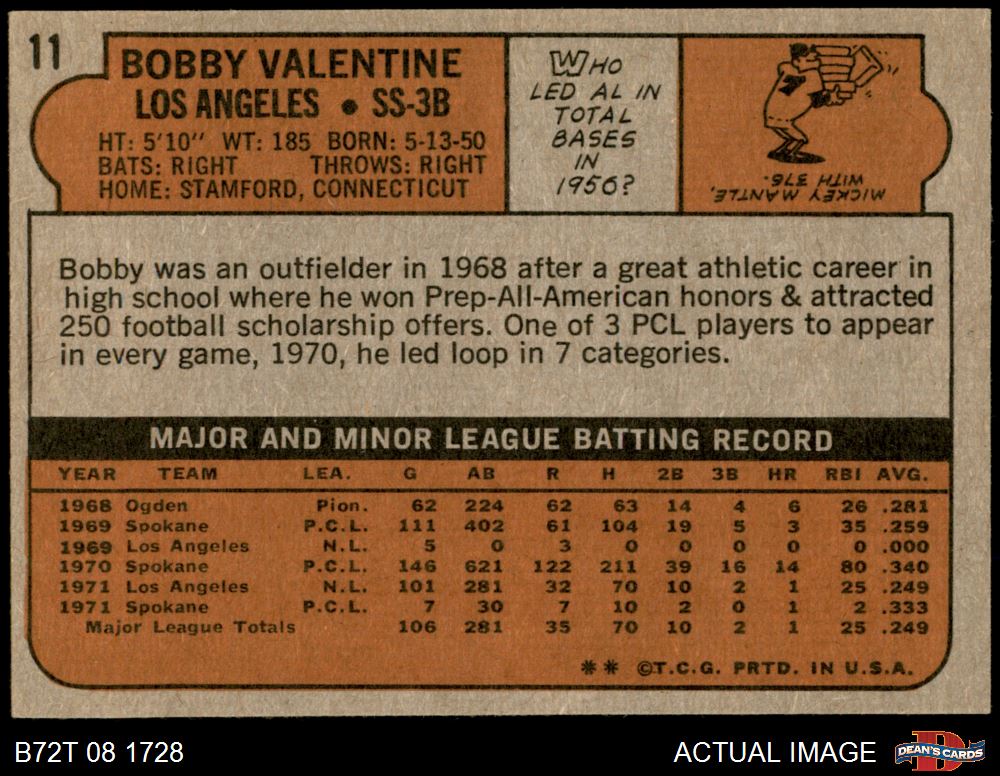 11
BOBBY VALENTINE
LOS ANGELES • SS-3B
HT: 5'10" WT: 185 BORN: 5-13-50
BATS: RIGHT THROWS: RIGHT
HOME: STAMFORD, CONNECTICUT
WHO
LED AL IN
TOTAL
BASES
IN
1956?
7
MICKEY MANTLE,
WITH 376.
Bobby was an outfielder in 1968 after a great athletic career in
high school where he won Prep-All-American honors & attracted
250 football scholarship offers. One of 3 PCL players to appear
in every game, 1970, he led loop in 7 categories.
MAJOR AND MINOR LEAGUE BATTING RECORD
YEAR TEAM LEA. G AB R H 2B 3B HR RBI AVG.
1968 Ogden Pion. 62 224 62 63 14 4 6 26 .281
1969 Spokane P.C.L. 111 402 61 104 19 5 3 35 .259
1969 Los Angeles N.L. 5 0 3 0 0 0 0 0 .000
1970 Spokane P.C.L. 146 621 122 211 39 16 14 80 .340
1971 Los Angeles N.L. 101 281 32 70 10 2 1 25 .249
1971 Spokane P.C.L. 7 30 7 10 2 0 1 2 .333
Major League Totals 106 281 35 70 10 2 1 25 .249
** ©T.C.G. PRTD. IN U.S.A.
B72T 08 1728
ACTUAL IMAGE
DEAN'S CARDS